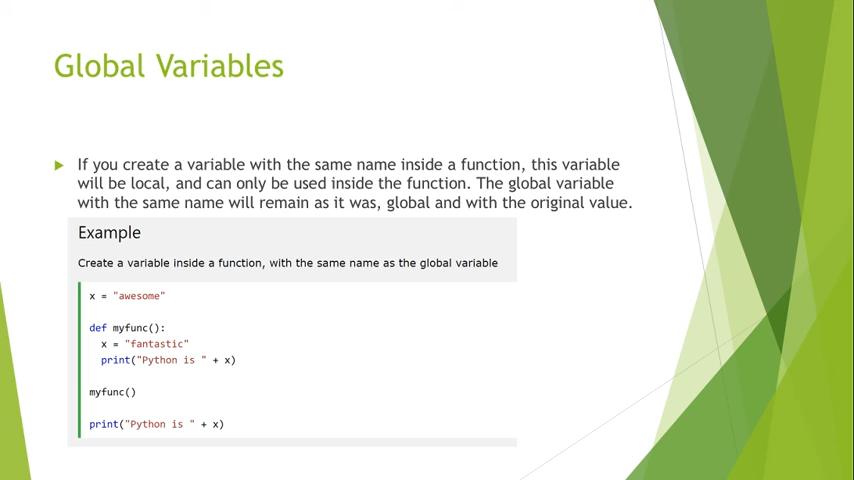 Global Variables
If you create a variable with the same name inside a function, this variable
will be local, and can only be used inside the function. The global variable
with the same name will remain as it was, global and with the original value.
Example
Create a variable inside a function, with the same name as the global variable
x = "awesome"
def myfunc():
  x = "fantastic"
  print("Python is " + x)
myfunc()
print("Python is " + x)